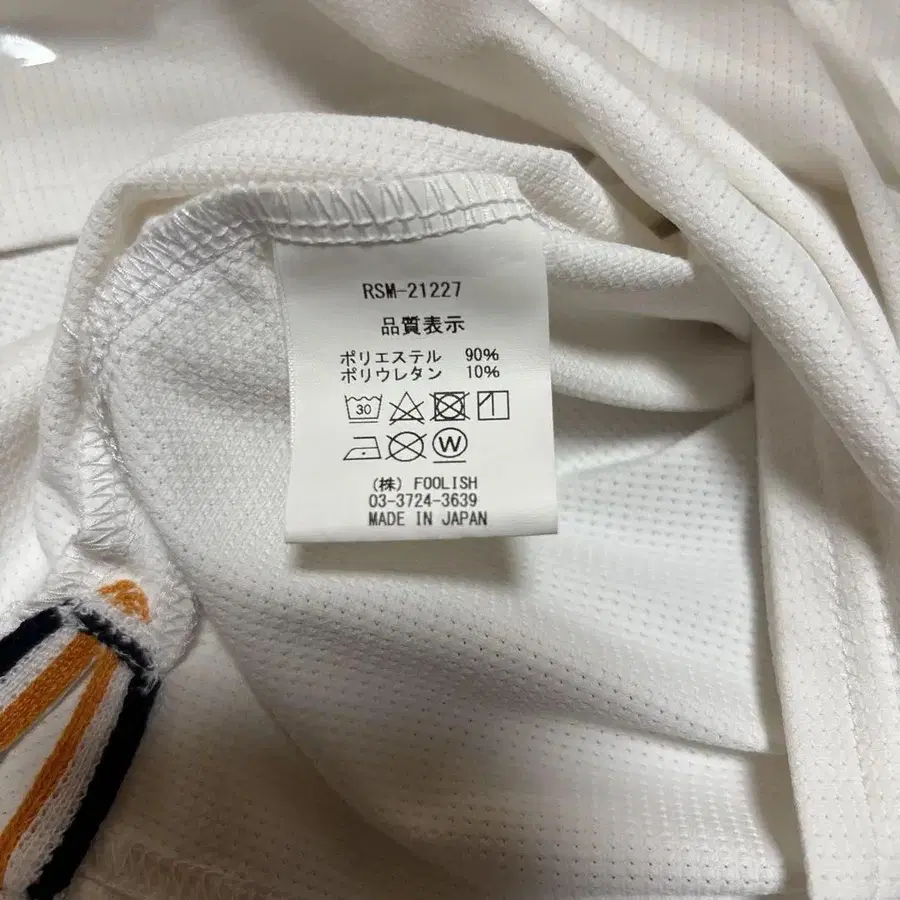 RSM-21227
品質表示
ポリエステル 90%
ポリウレタン 10%
30
W
(株) FOOLISH
03-3724-3639
MADE IN JAPAN